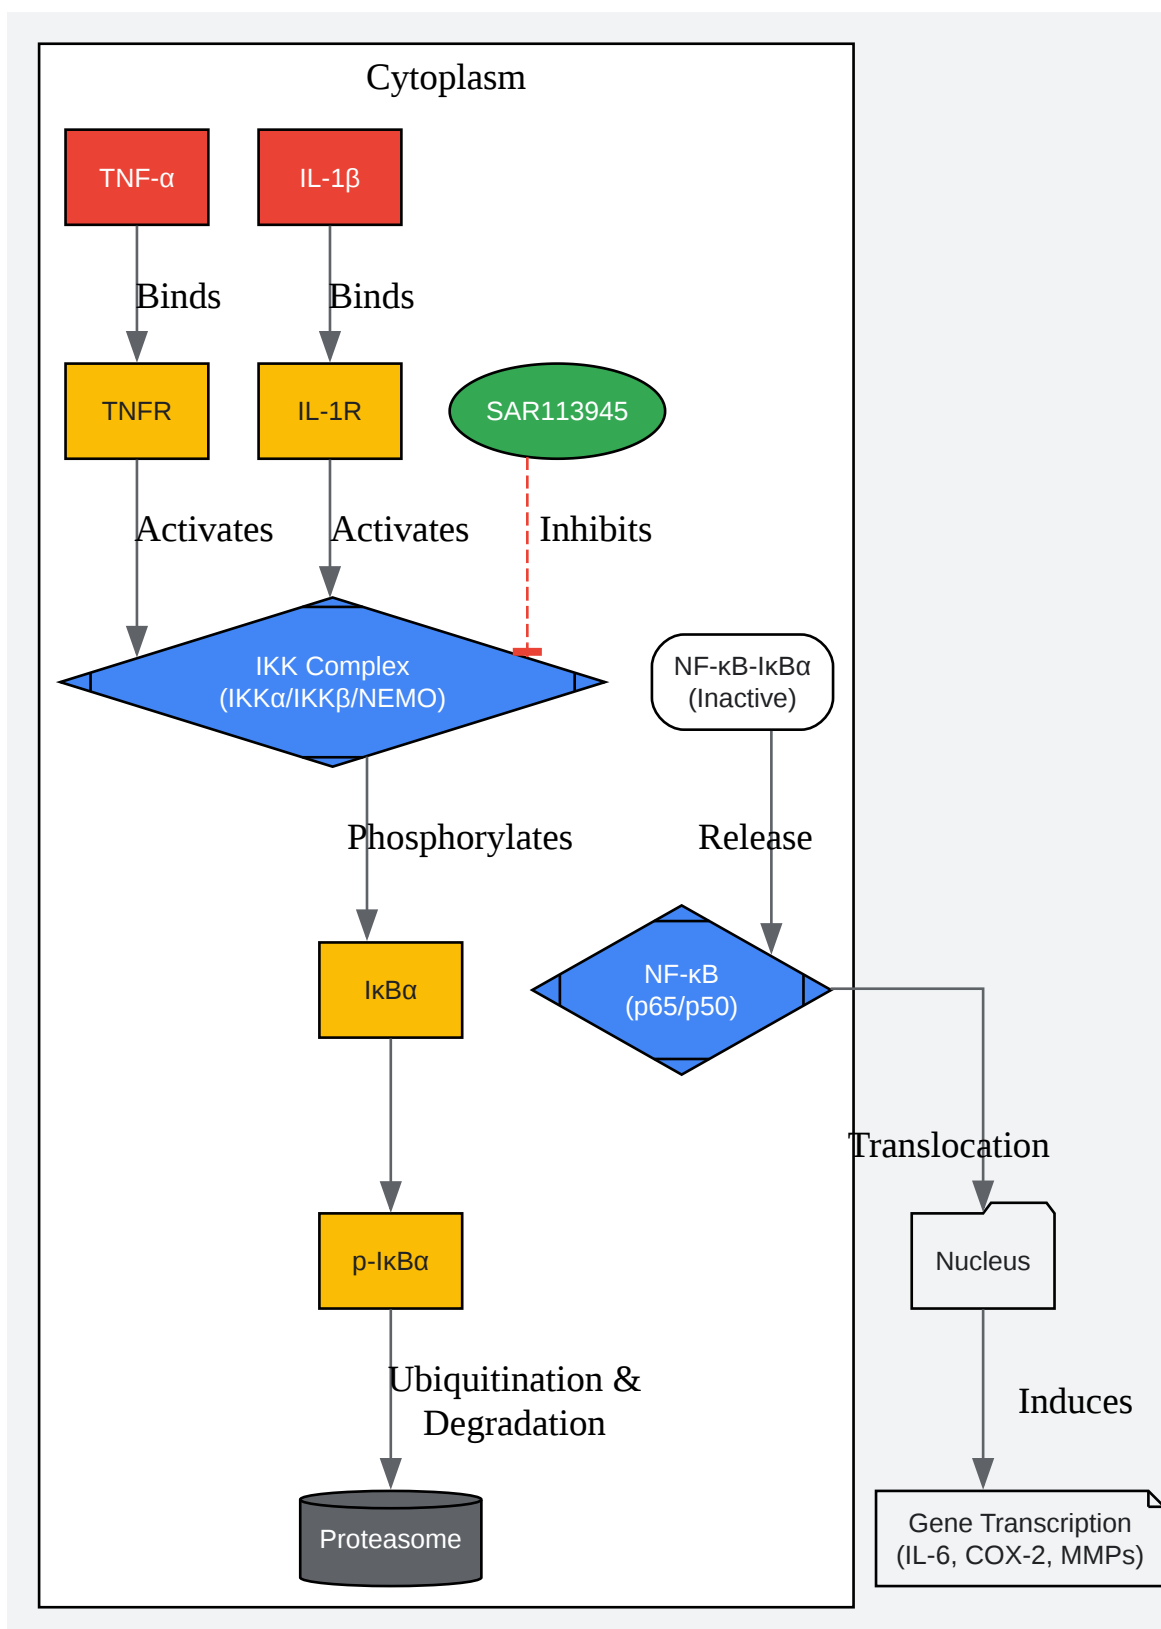 Cytoplasm
TNF-α
IL-1β
Binds
Binds
TNFR
IL-1R
SAR113945
Activates
Activates
Inhibits
IKK Complex
(IKKα/IKKβ/NEMO)
NF-κB-IκBα
(Inactive)
Phosphorylates
Release
IκBα
NF-κB
(p65/p50)
Translocation
p-IκBα
Nucleus
Ubiquitination &
Degradation
Induces
Proteasome
Gene Transcription
(IL-6, COX-2, MMPs)